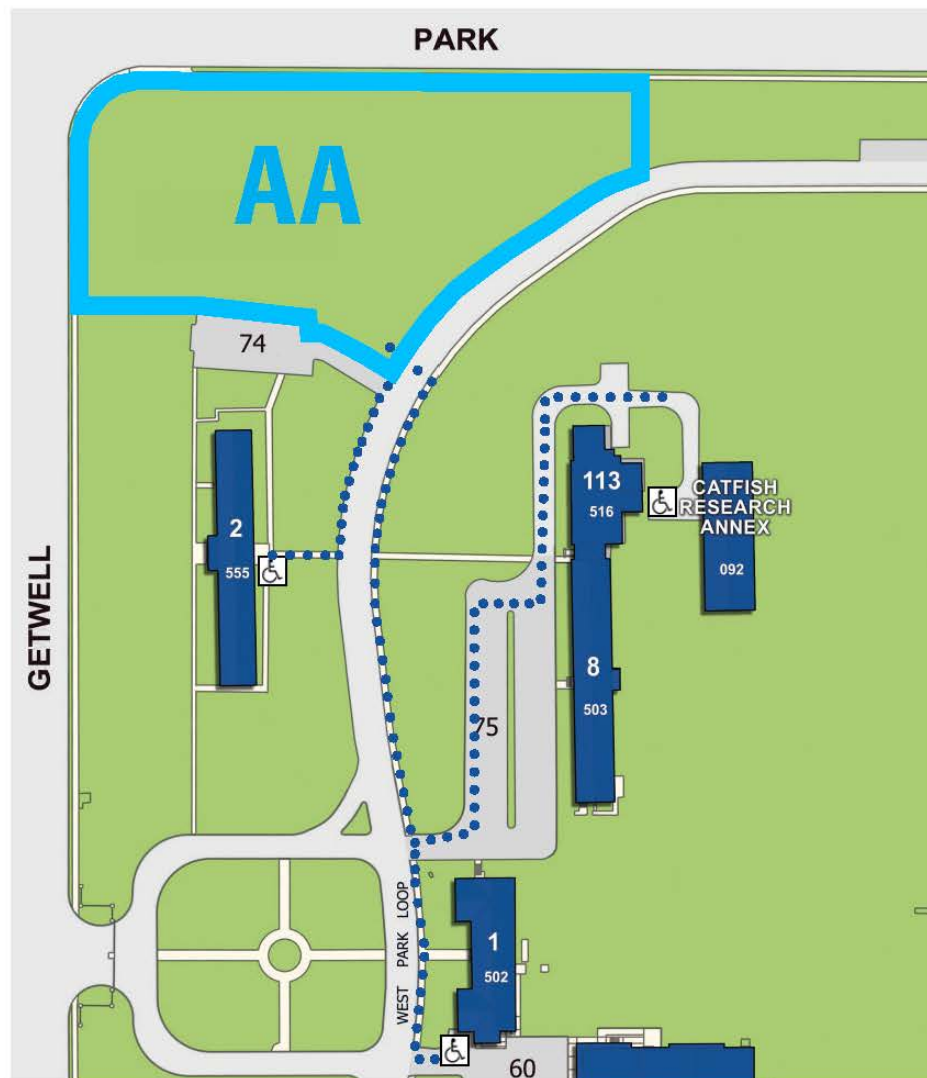 PARK
AA
74
GETWELL
2
555
113
516
CATFISH
RESEARCH
ANNEX
092
8
503
75
WEST PARK LOOP
1
502
60